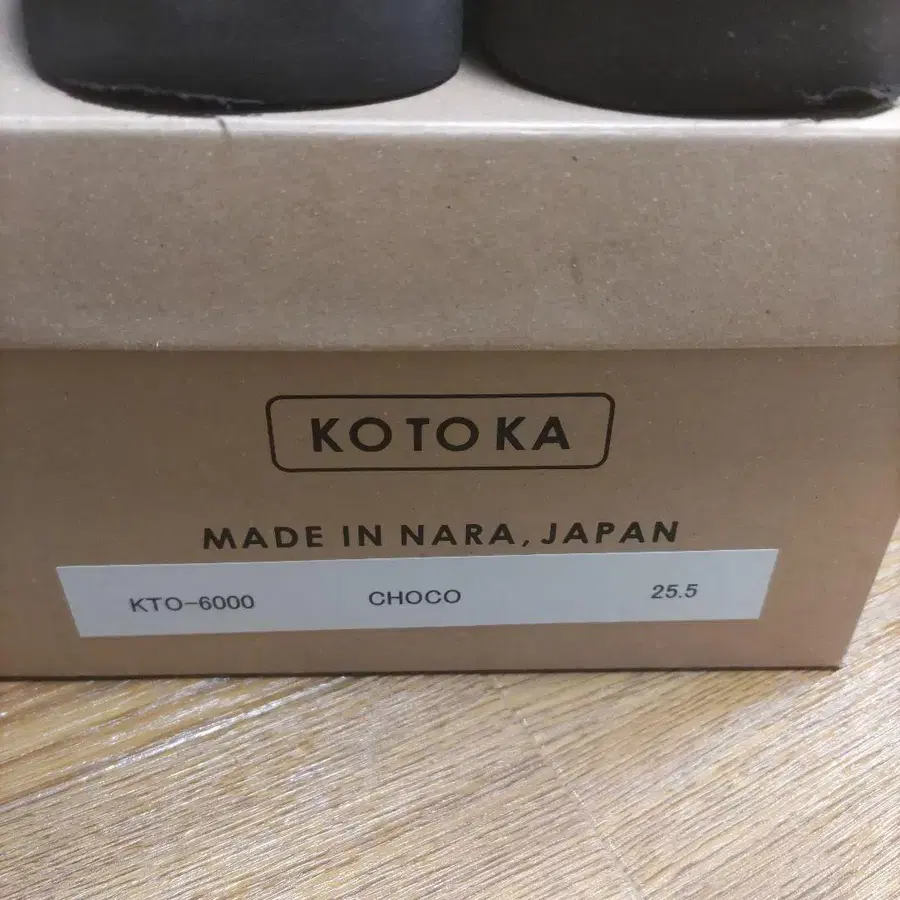 KOTOKA
MADE IN NARA, JAPAN
KTO-6000 CHOCO 25.5